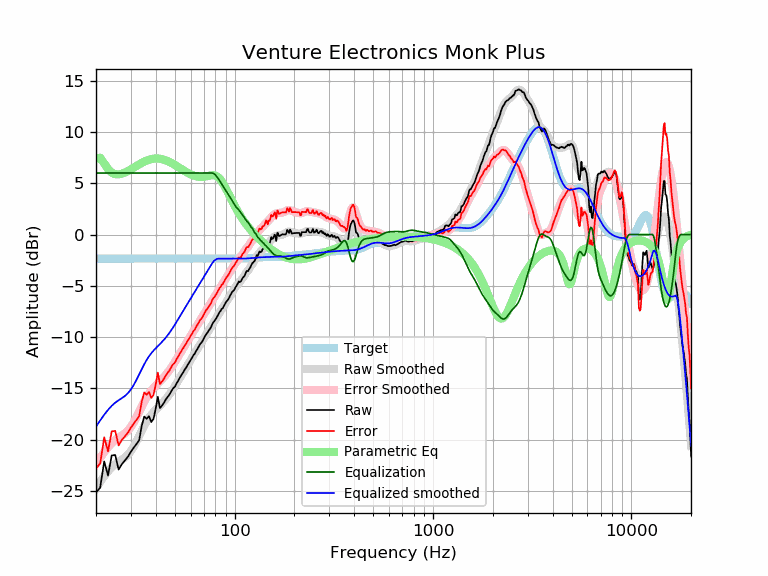 Venture Electronics Monk Plus
15
10
5
0
−5
−10
−15
−20
−25
Amplitude (dBr)
Target
Raw Smoothed
Error Smoothed
Raw
Error
Parametric Eq
Equalization
Equalized smoothed
100
1000
10000
Frequency (Hz)